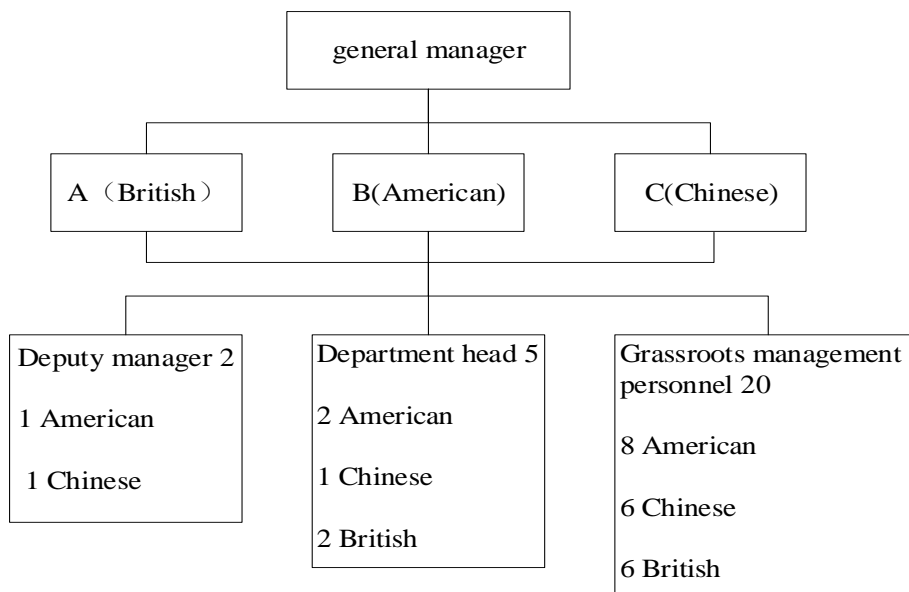 general manager
A（British）
B(American)
C(Chinese)
Deputy manager 2
1 American
1 Chinese
Department head 5
2 American
1 Chinese
2 British
Grassroots management
personnel 20
8 American
6 Chinese
6 British